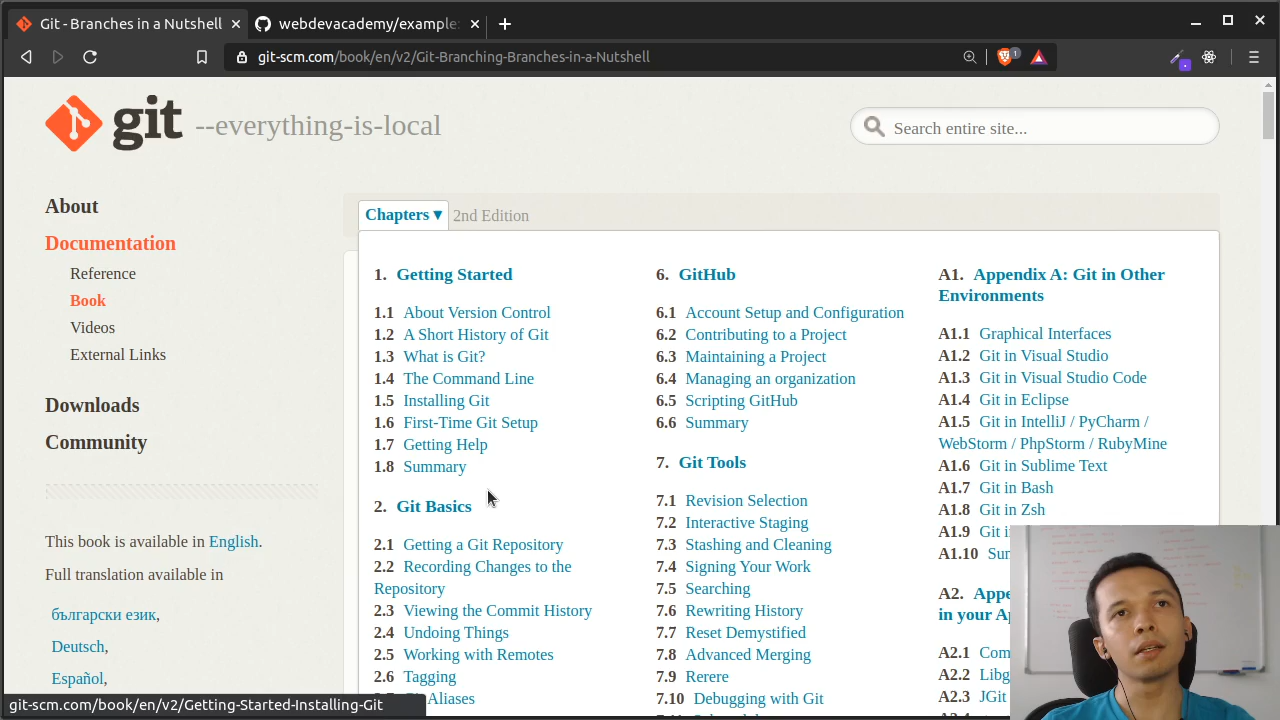 Git - Branches in a Nutshell
webdevacademy/example
git-scm.com/book/en/v2/Git-Branching-Branches-in-a-Nutshell
1
git --everything-is-local
Search entire site...
About
Documentation
Reference
Book
Videos
External Links
Downloads
Community
This book is available in English.
Full translation available in
български език,
Deutsch,
Español,
Chapters ▼ 2nd Edition
1. Getting Started
1.1 About Version Control
1.2 A Short History of Git
1.3 What is Git?
1.4 The Command Line
1.5 Installing Git
1.6 First-Time Git Setup
1.7 Getting Help
1.8 Summary
2. Git Basics
2.1 Getting a Git Repository
2.2 Recording Changes to the
Repository
2.3 Viewing the Commit History
2.4 Undoing Things
2.5 Working with Remotes
2.6 Tagging
Aliases
6. GitHub
6.1 Account Setup and Configuration
6.2 Contributing to a Project
6.3 Maintaining a Project
6.4 Managing an organization
6.5 Scripting GitHub
6.6 Summary
7. Git Tools
7.1 Revision Selection
7.2 Interactive Staging
7.3 Stashing and Cleaning
7.4 Signing Your Work
7.5 Searching
7.6 Rewriting History
7.7 Reset Demystified
7.8 Advanced Merging
7.9 Rerere
7.10 Debugging with Git
A1. Appendix A: Git in Other
Environments
A1.1 Graphical Interfaces
A1.2 Git in Visual Studio
A1.3 Git in Visual Studio Code
A1.4 Git in Eclipse
A1.5 Git in IntelliJ / PyCharm /
WebStorm / PhpStorm / RubyMine
A1.6 Git in Sublime Text
A1.7 Git in Bash
A1.8 Git in Zsh
A1.9 Git
A1.10
A2.
A2.1
A2.2
A2.3 JGit
git-scm.com/book/en/v2/Getting-Started-Installing-Git